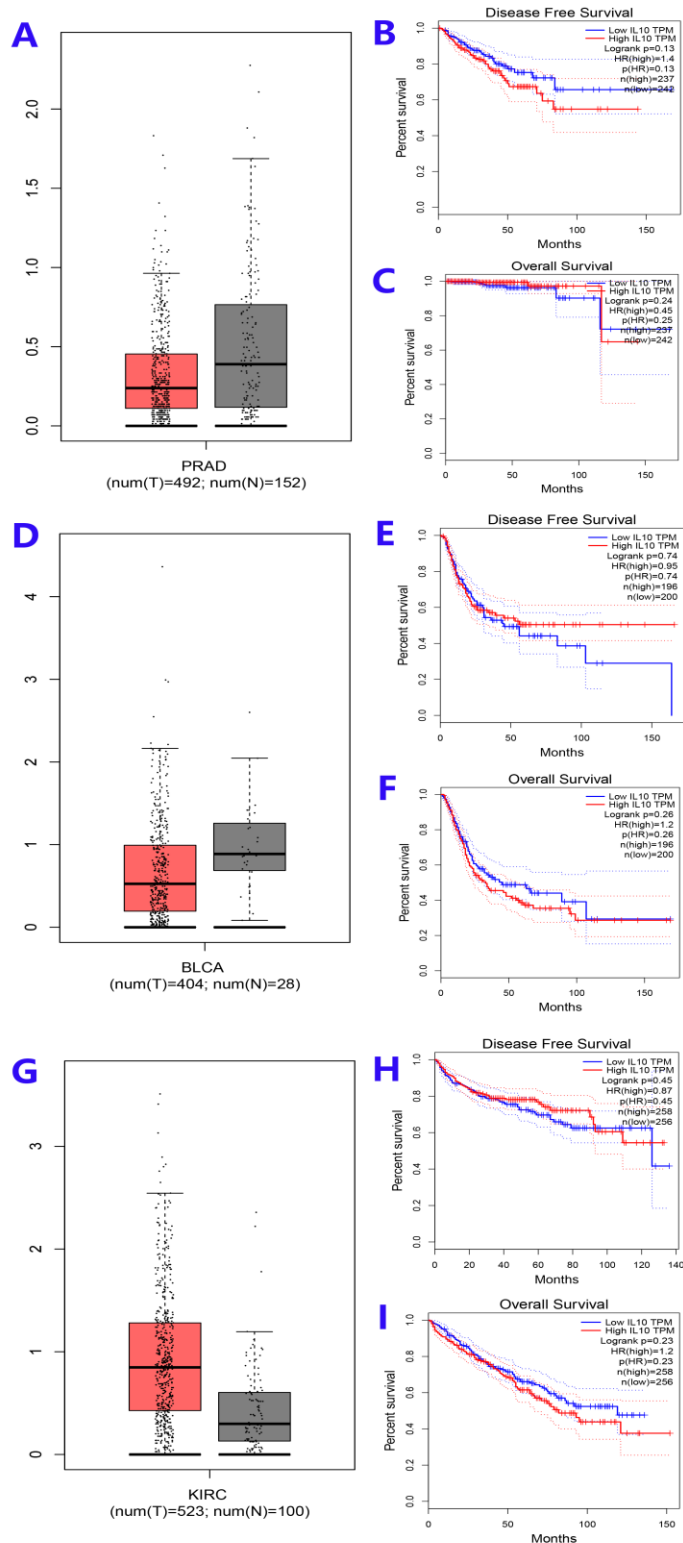 A
2.0
1.5
1.0
0.5
0.0
PRAD
(num(T)=492; num(N)=152)
B
Disease Free Survival
Low IL10 TPM
High IL10 TPM
Logrank p=0.13
HR(high)=1.4
p(HR)=0.13
n(high)=237
n(low)=242
Percent survival
1.0
0.8
0.6
0.4
0.2
0.0
0 50 100 150
Months
C
Overall Survival
Low IL10 TPM
High IL10 TPM
Logrank p=0.24
HR(high)=0.45
p(HR)=0.25
n(high)=237
n(low)=242
Percent survival
1.0
0.8
0.6
0.4
0.2
0.0
0 50 100 150
Months
D
4
3
2
1
0
BLCA
(num(T)=404; num(N)=28)
E
Disease Free Survival
Low IL10 TPM
High IL10 TPM
Logrank p=0.74
HR(high)=0.95
p(HR)=0.74
n(high)=196
n(low)=200
Percent survival
1.0
0.8
0.6
0.4
0.2
0.0
0 50 100 150
Months
F
Overall Survival
Low IL10 TPM
High IL10 TPM
Logrank p=0.26
HR(high)=1.2
p(HR)=0.26
n(high)=196
n(low)=200
Percent survival
1.0
0.8
0.6
0.4
0.2
0.0
0 50 100 150
Months
G
3
2
1
0
KIRC
(num(T)=523; num(N)=100)
H
Disease Free Survival
Low IL10 TPM
High IL10 TPM
Logrank p=0.45
HR(high)=0.87
p(HR)=0.45
n(high)=258
n(low)=256
Percent survival
1.0
0.8
0.6
0.4
0.2
0.0
0 20 40 60 80 100 120 140
Months
I
Overall Survival
Low IL10 TPM
High IL10 TPM
Logrank p=0.23
HR(high)=1.2
p(HR)=0.23
n(high)=258
n(low)=256
Percent survival
1.0
0.8
0.6
0.4
0.2
0.0
0 50 100 150
Months